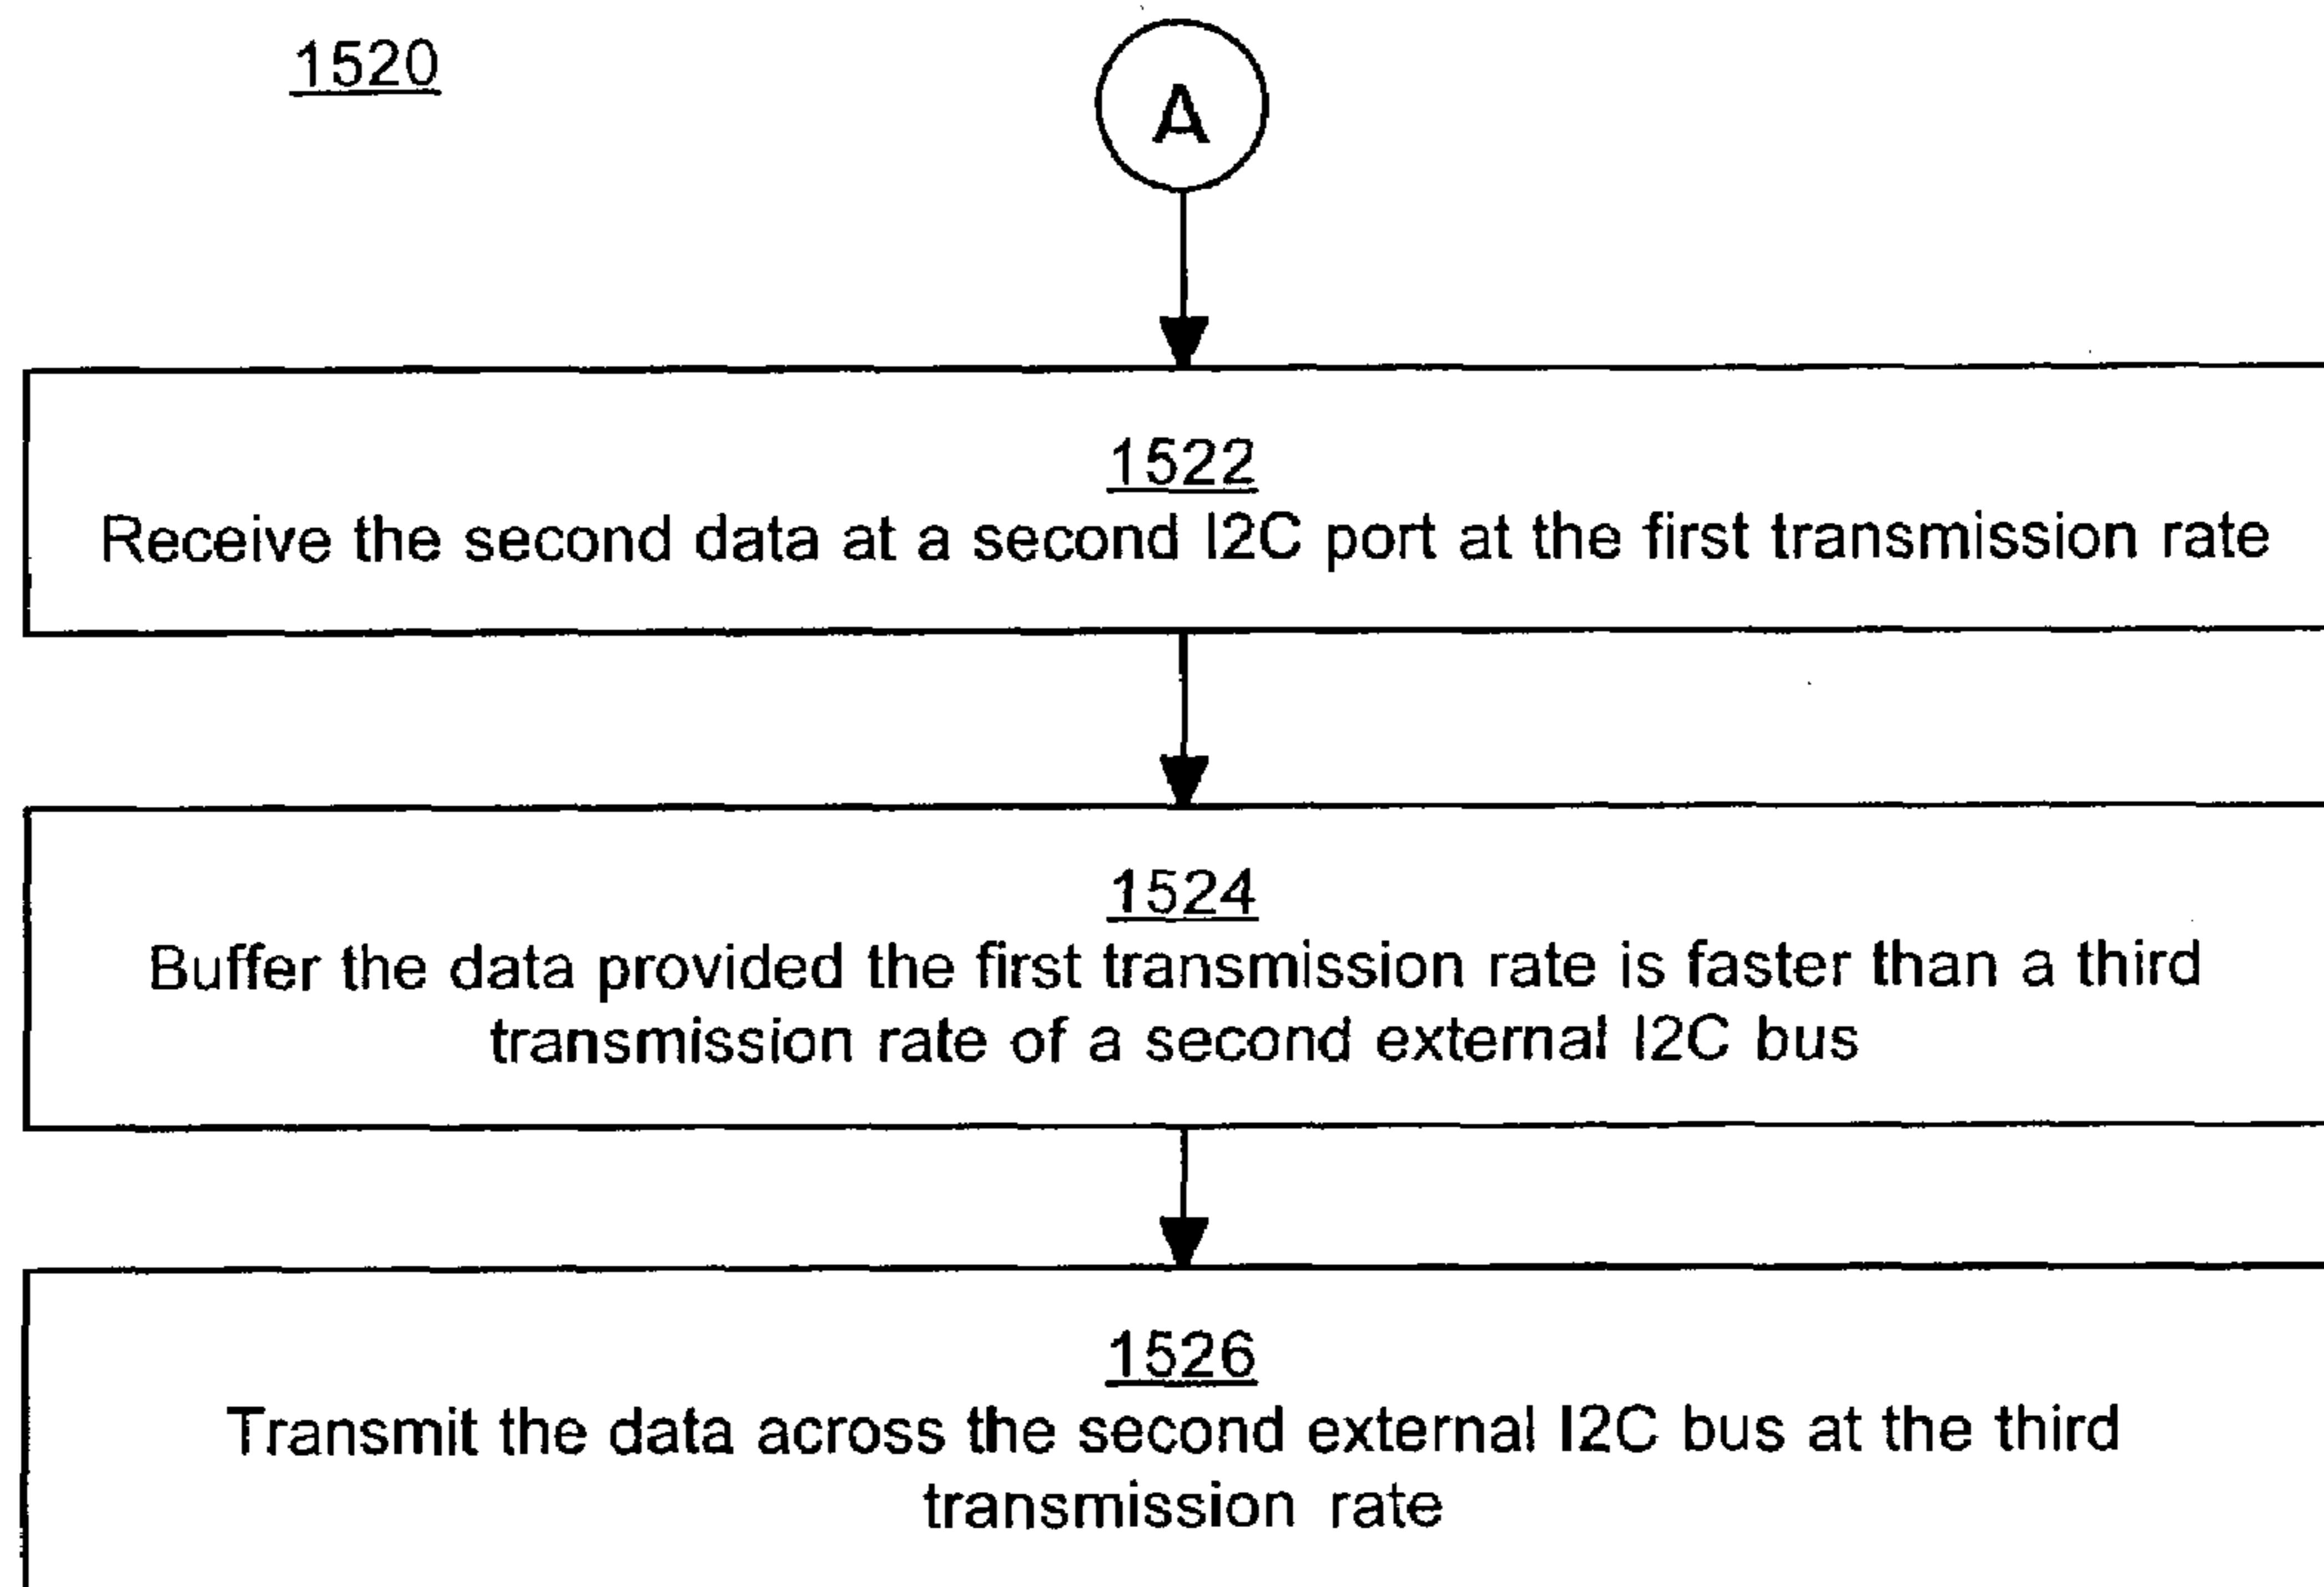 1520
A
1522
Receive the second data at a second I2C port at the first transmission rate
1524
Buffer the data provided the first transmission rate is faster than a third
transmission rate of a second external I2C bus
1526
Transmit the data across the second external I2C bus at the third
transmission rate